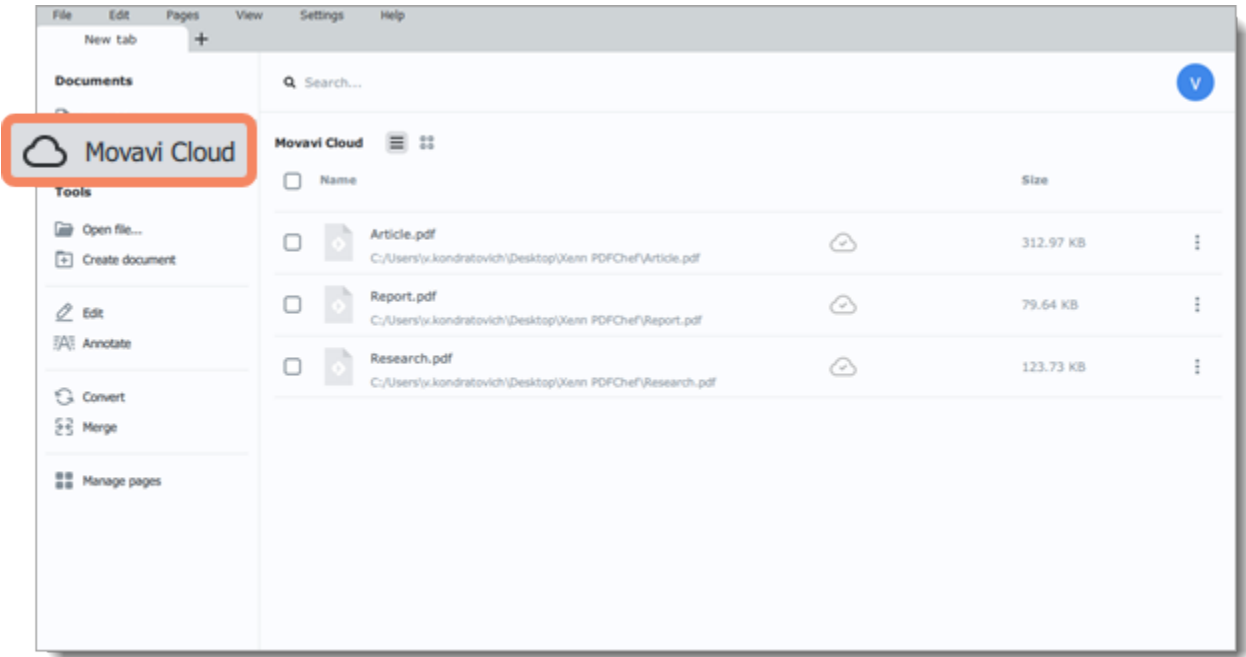 File Edit Pages View Settings Help
New tab +
Documents
Search...
V
Movavi Cloud
Movavi Cloud
Tools
Name Size
Open file...
Create document
Edit
Annotate
Convert
Merge
Manage pages
Article.pdf
C:/Users\v.kondratovich\Desktop\Xenn PDFChef\Article.pdf
312.97 KB
Report.pdf
C:/Users\v.kondratovich\Desktop\Xenn PDFChef\Report.pdf
79.64 KB
Research.pdf
C:/Users\v.kondratovich\Desktop\Xenn PDFChef\Research.pdf
123.73 KB